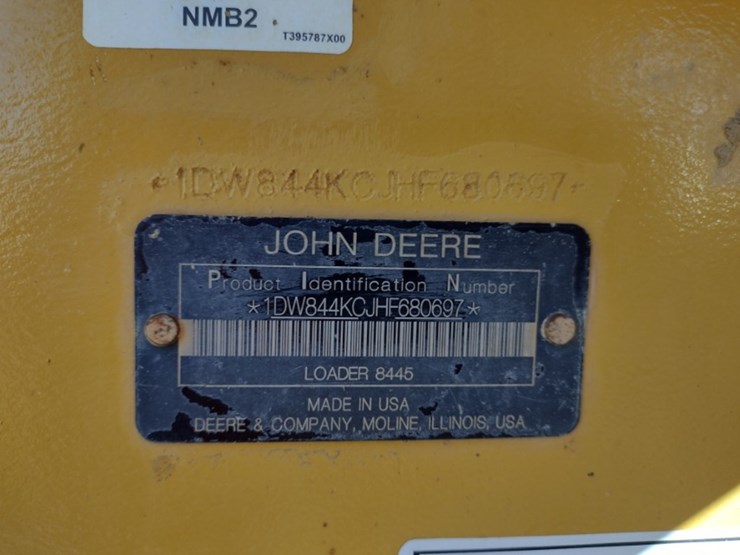 NMB2
T395787X00
*1DW844KCJHF680697*
JOHN DEERE
Product Identification Number
*1DW844KCJHF680697*
LOADER 8445
MADE IN USA
DEERE & COMPANY, MOLINE, ILLINOIS, USA